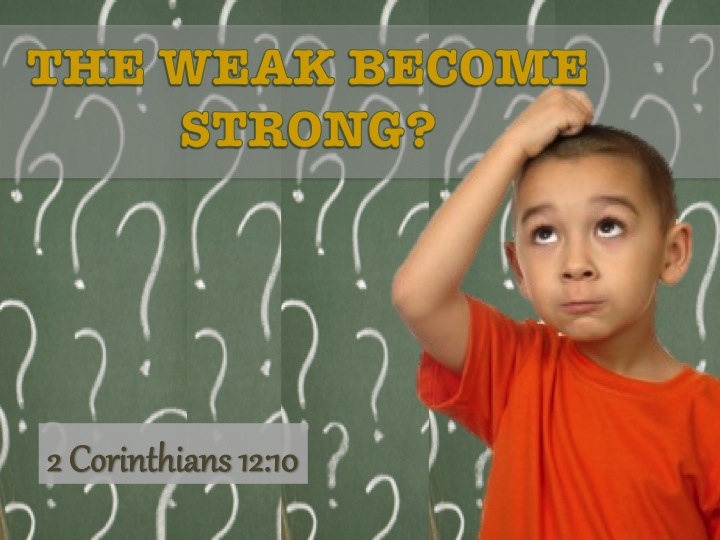 THE WEAK BECOME
STRONG?
2 Corinthians 12:10